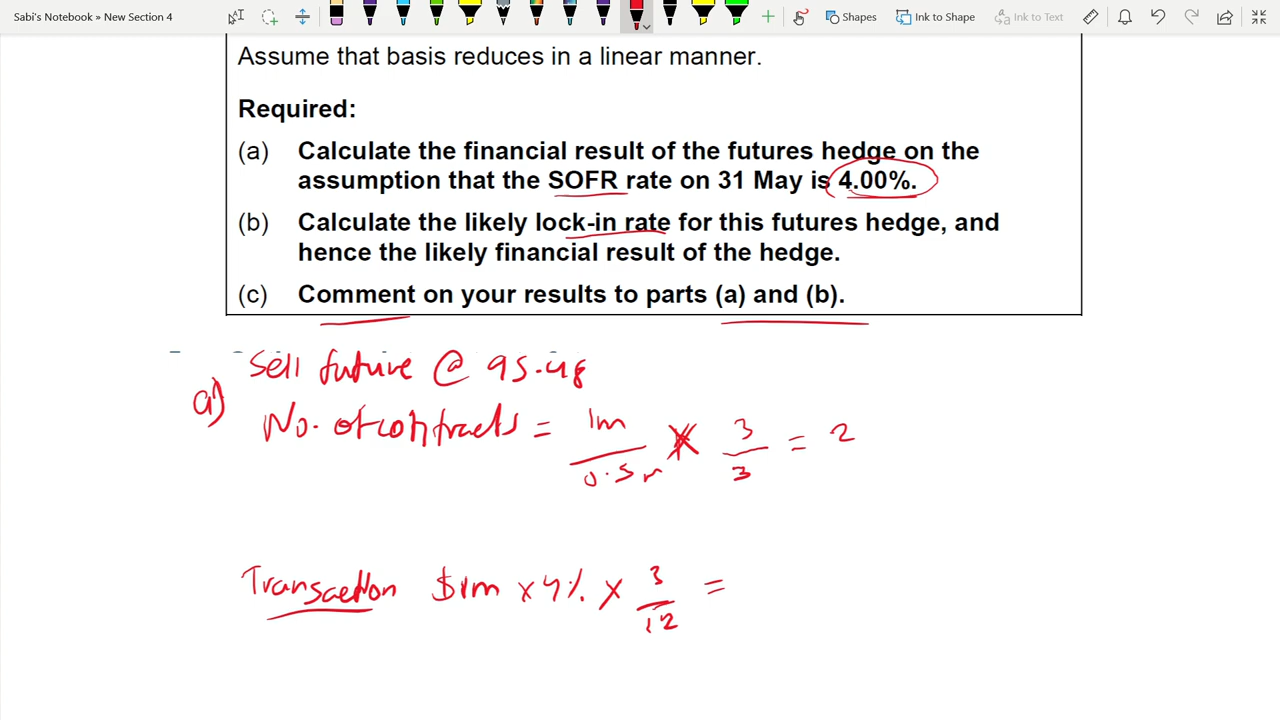 Sabi's Notebook » New Section 4
Shapes
Ink to Shape
Ink to Text
Assume that basis reduces in a linear manner.
Required:
(a) Calculate the financial result of the futures hedge on the
assumption that the SOFR rate on 31 May is 4.00%.
(b) Calculate the likely lock-in rate for this futures hedge, and
hence the likely financial result of the hedge.
(c) Comment on your results to parts (a) and (b).
a) Sell future @ 95.48
No. of contracts = 1m / 0.5m × 3/3 = 2
Transaction $1m × 4% × 3/12 =